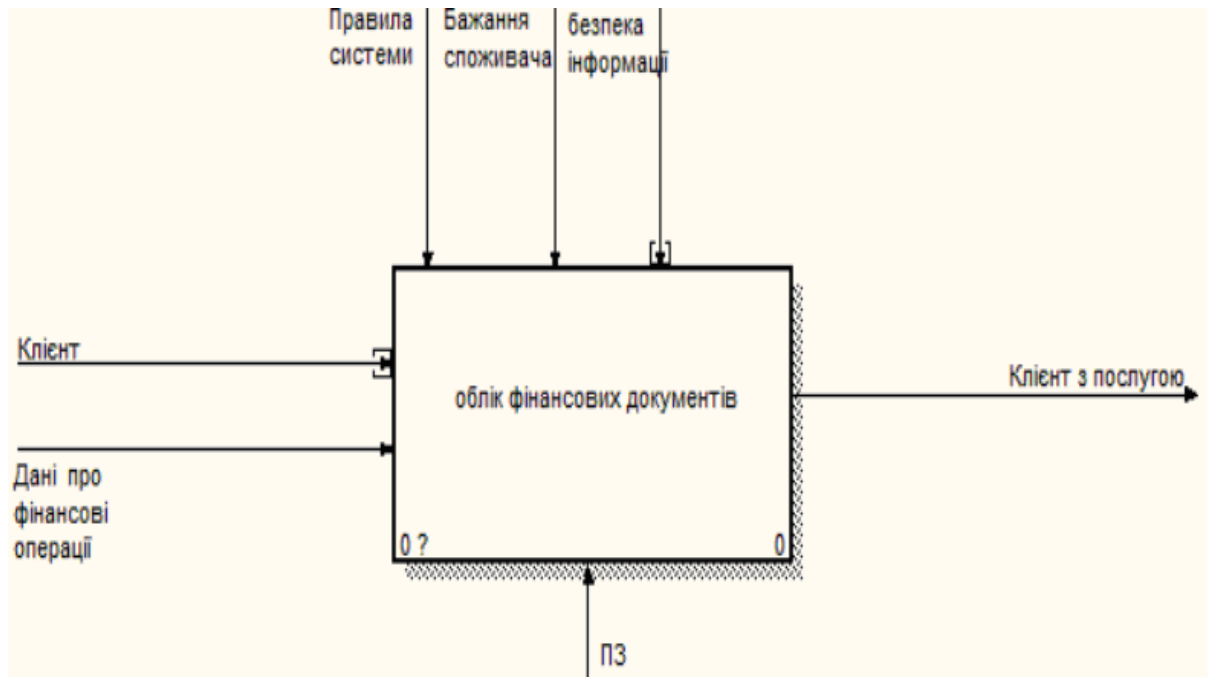 Правила
системи
Бажання
споживача
безпека
інформації
Клієнт
облік фінансових документів
Клієнт з послугою
Дані про
фінансові
операції
0 ?
0
ПЗ